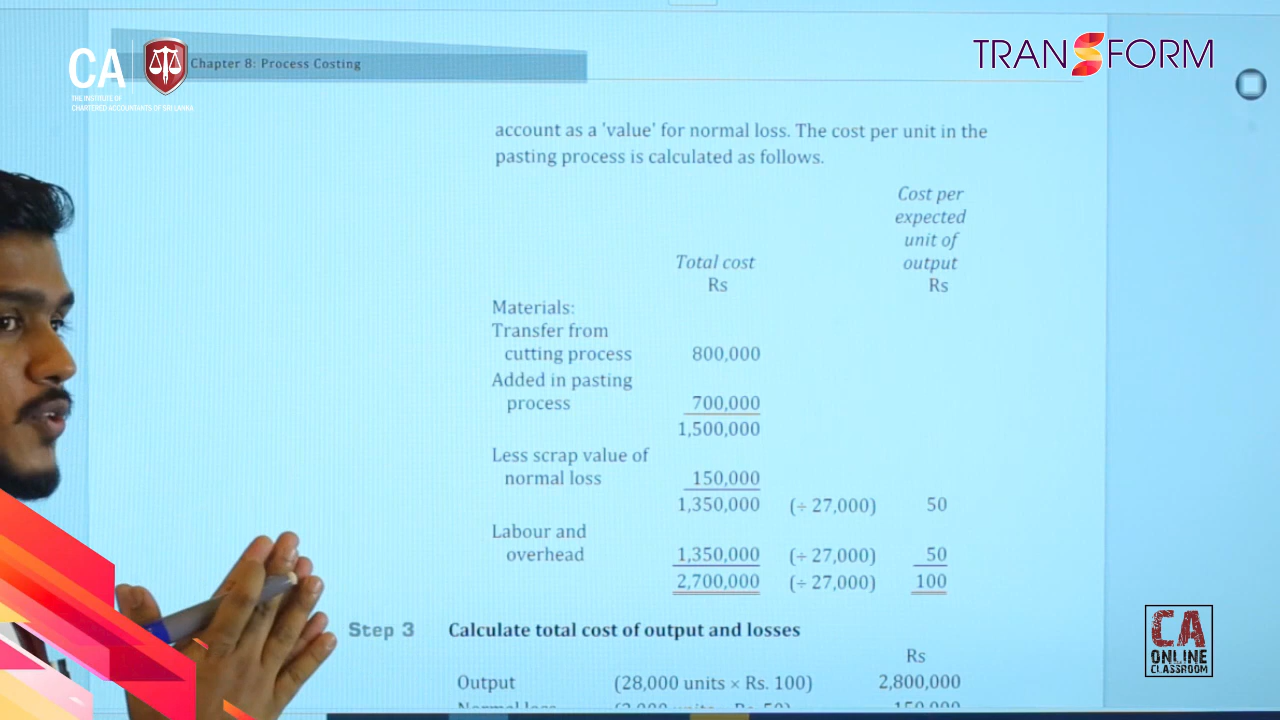 CA
THE INSTITUTE OF
CHARTERED ACCOUNTANTS OF SRI LANKA
Chapter 8: Process Costing
TRANSFORM
account as a 'value' for normal loss. The cost per unit in the
pasting process is calculated as follows.
Cost per
expected
unit of
Total cost output
Rs Rs
Materials:
Transfer from
cutting process 800,000
Added in pasting
process 700,000
1,500,000
Less scrap value of
normal loss 150,000
1,350,000 (÷ 27,000) 50
Labour and
overhead 1,350,000 (÷ 27,000) 50
2,700,000 (÷ 27,000) 100
Step 3 Calculate total cost of output and losses
Rs
Output (28,000 units × Rs. 100) 2,800,000
CA
ONLINE
CLASSROOM